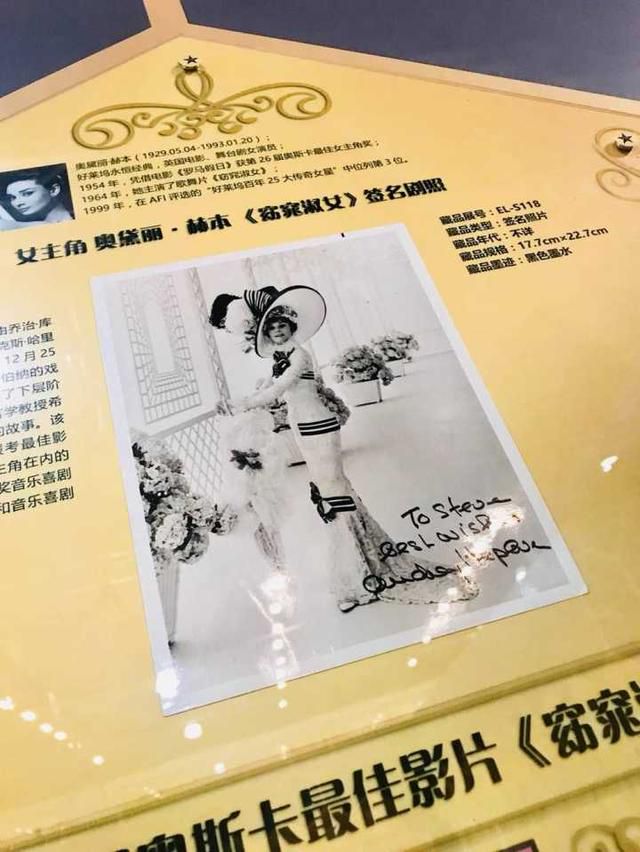 奥黛丽·赫本（1929.05.04-1993.01.20）；
好莱坞永恒经典，英国电影、舞台剧女演员；
1954 年，凭借电影《罗马假日》获第 26 届奥斯卡最佳女主角奖；
1964 年，她主演了歌舞片《窈窕淑女》；
1999 年，在 AFI 评选的“好莱坞百年 25 大传奇女星”中位列第 3 位。
女主角 奥黛丽·赫本《窈窕淑女》签名剧照
藏品展号：EL-S118
藏品类型：签名照片
藏品年代：不详
藏品规格：17.7cm×22.7cm
藏品墨迹：黑色墨水
由乔治·库
克斯·哈里
12 月 25
伯纳的戏
了下层阶
言学教授希
的故事。该
斯卡最佳影
主角在内的
奖音乐喜剧
和音乐喜剧
To Steve
Best wishes
Audrey Hepburn
奥斯卡最佳影片《窈窕